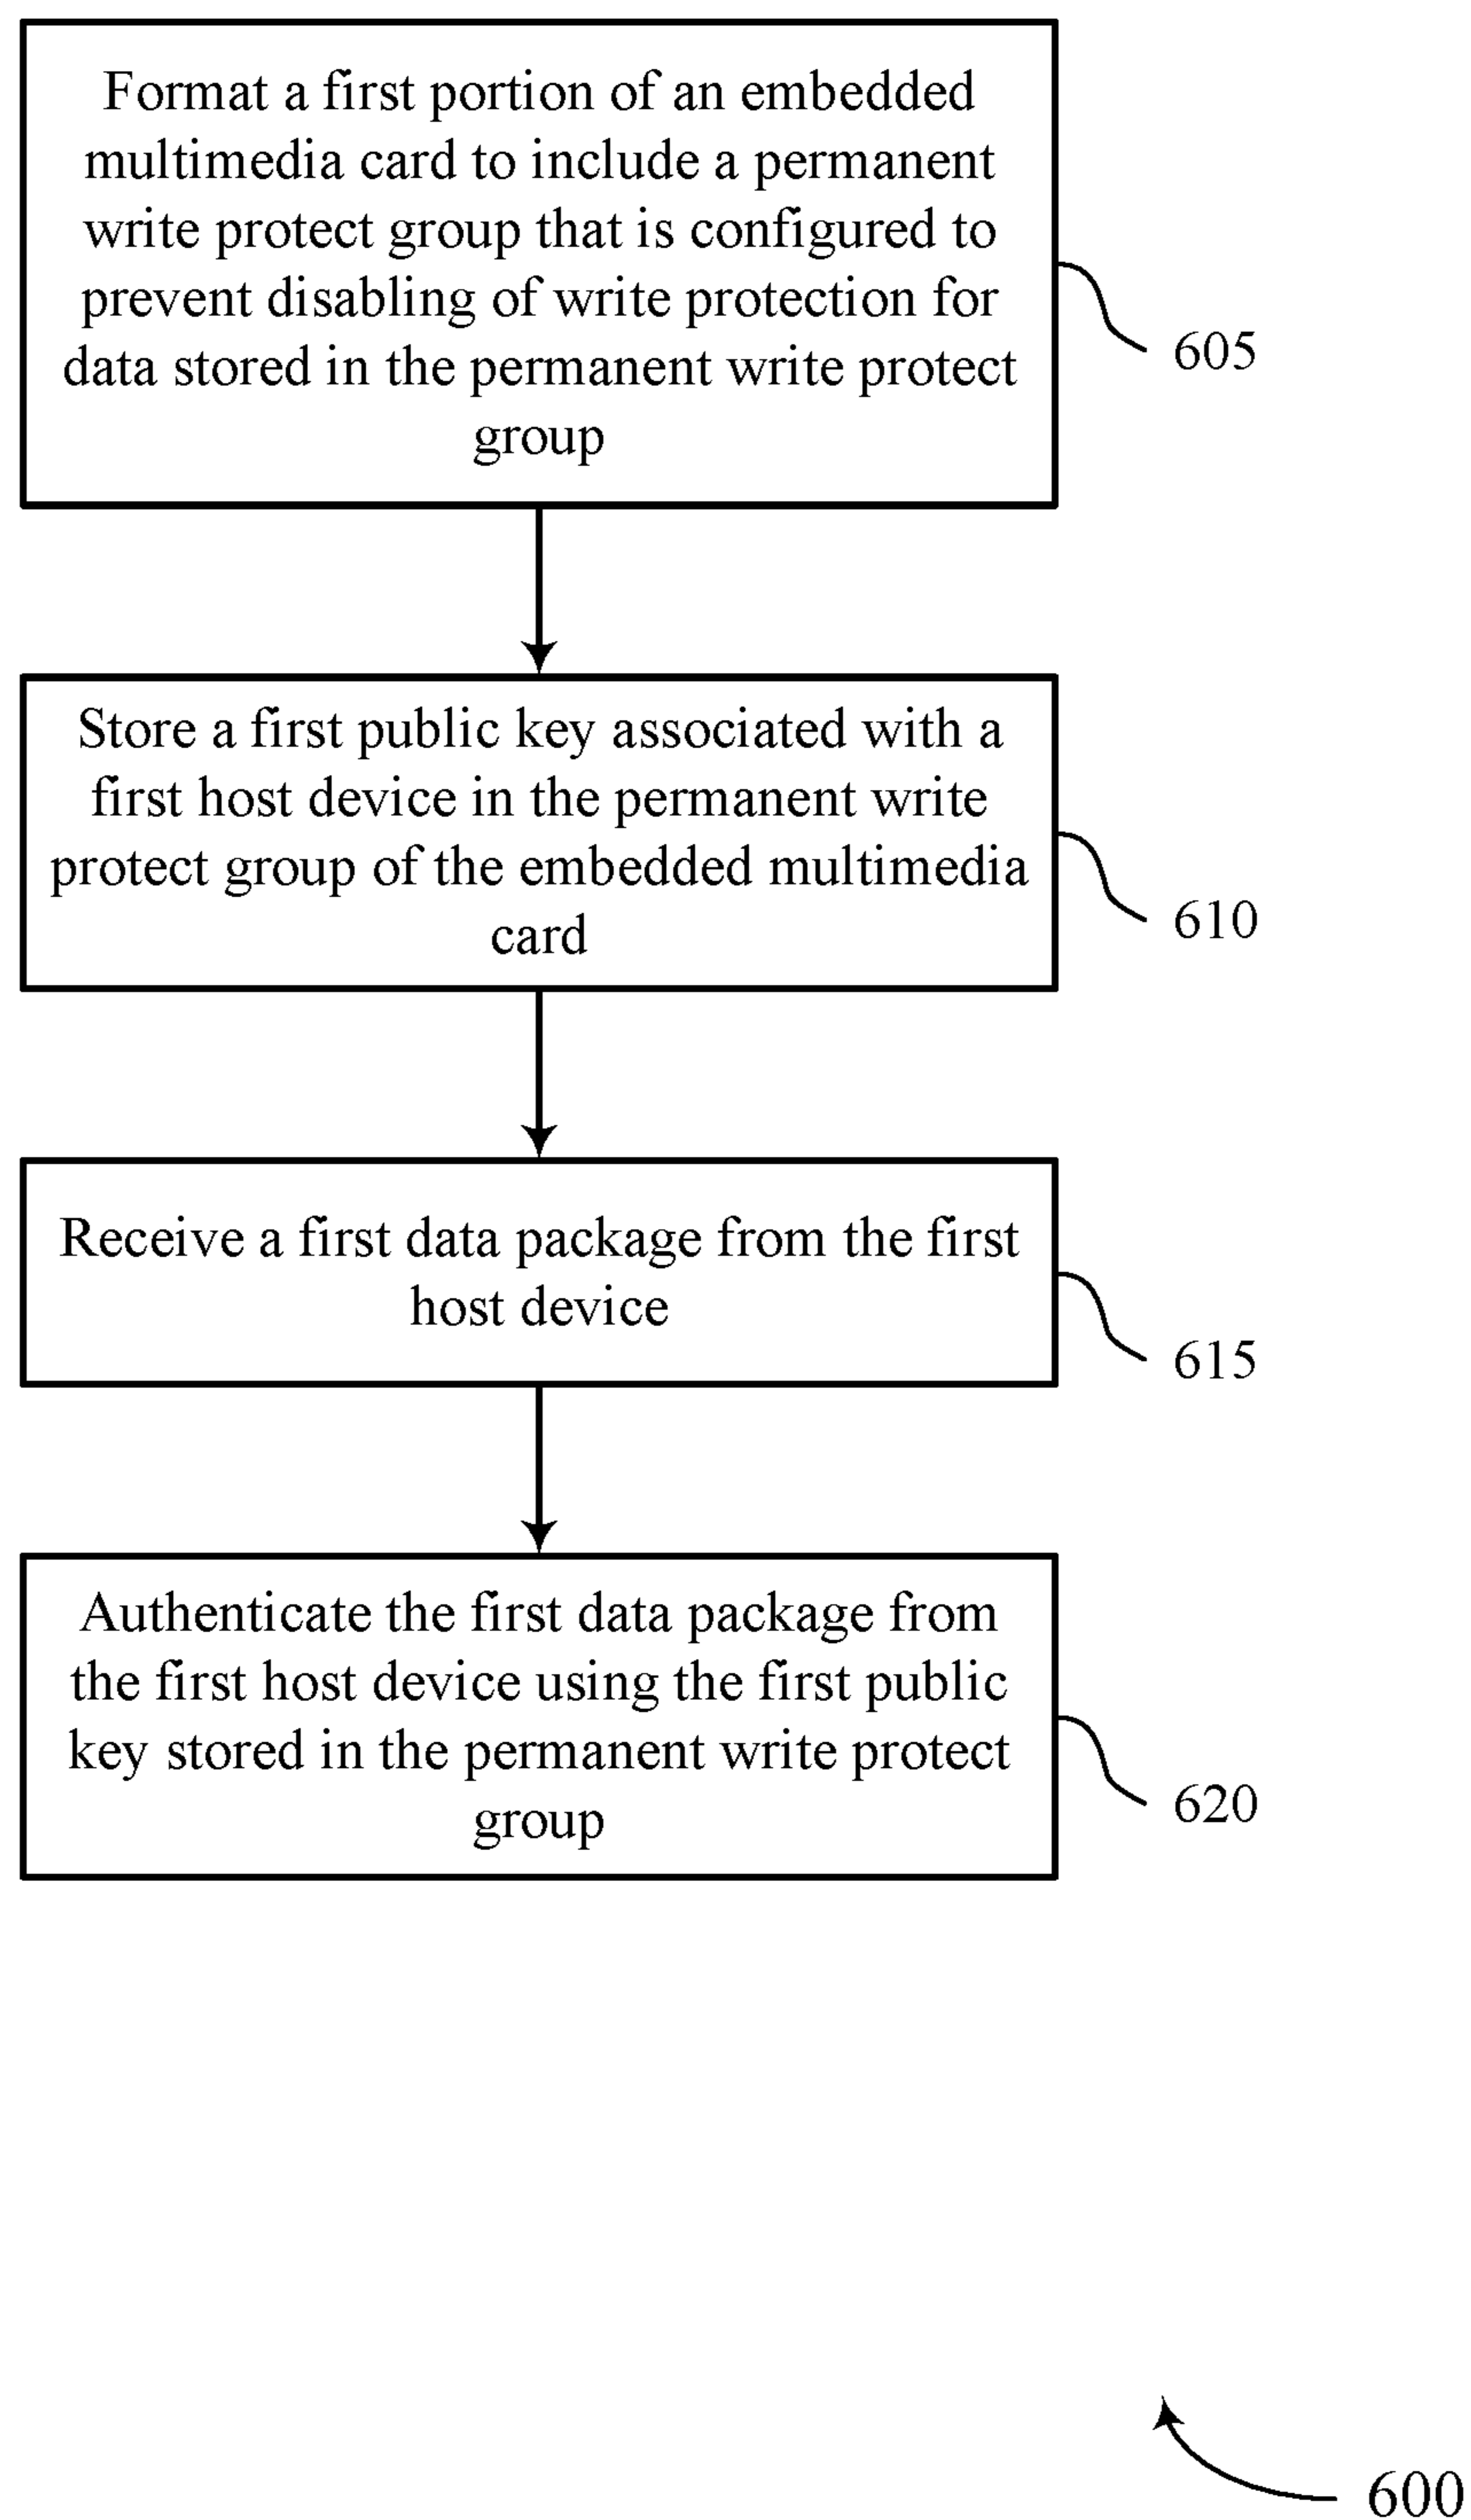 Format a first portion of an embedded
multimedia card to include a permanent
write protect group that is configured to
prevent disabling of write protection for
data stored in the permanent write protect
group
605
Store a first public key associated with a
first host device in the permanent write
protect group of the embedded multimedia
card
610
Receive a first data package from the first
host device
615
Authenticate the first data package from
the first host device using the first public
key stored in the permanent write protect
group
620
600